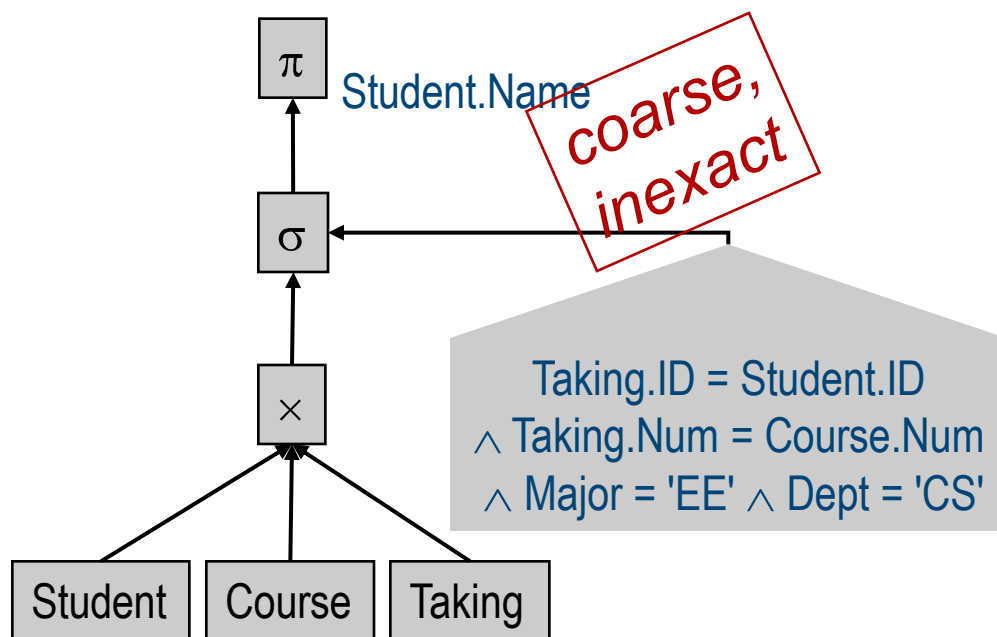 π
Student.Name
coarse,
inexact
σ
×
Taking.ID = Student.ID
∧ Taking.Num = Course.Num
∧ Major = 'EE' ∧ Dept = 'CS'
Student
Course
Taking